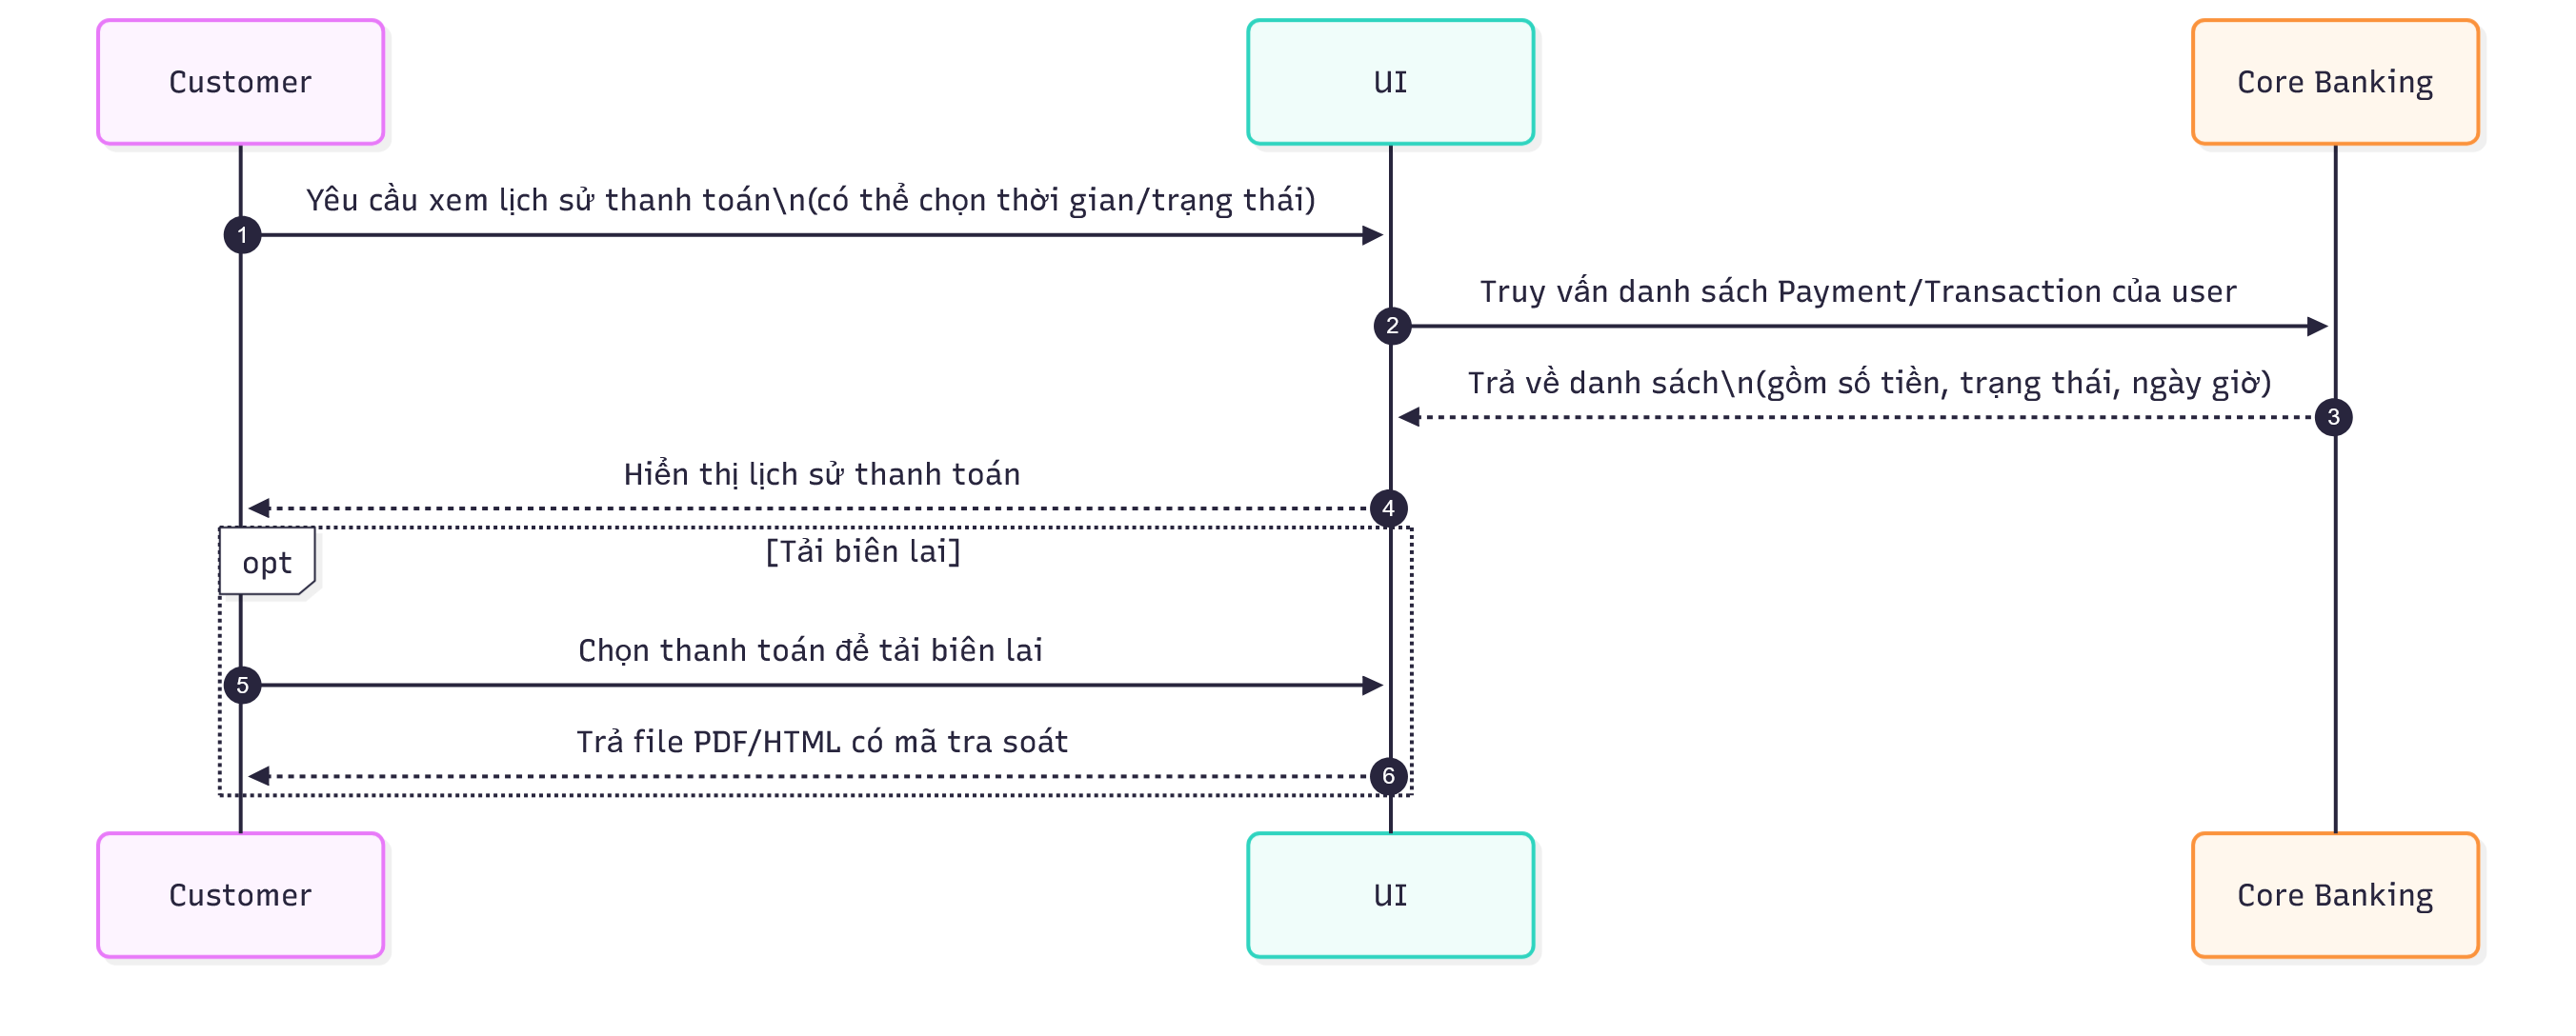 Customer
UI
Core Banking
Yêu cầu xem lịch sử thanh toán\n(có thể chọn thời gian/trạng thái)
1
Truy vấn danh sách Payment/Transaction của user
2
Trả về danh sách\n(gồm số tiền, trạng thái, ngày giờ)
3
Hiển thị lịch sử thanh toán
4
opt
[Tải biên lai]
Chọn thanh toán để tải biên lai
5
Trả file PDF/HTML có mã tra soát
6
Customer
UI
Core Banking